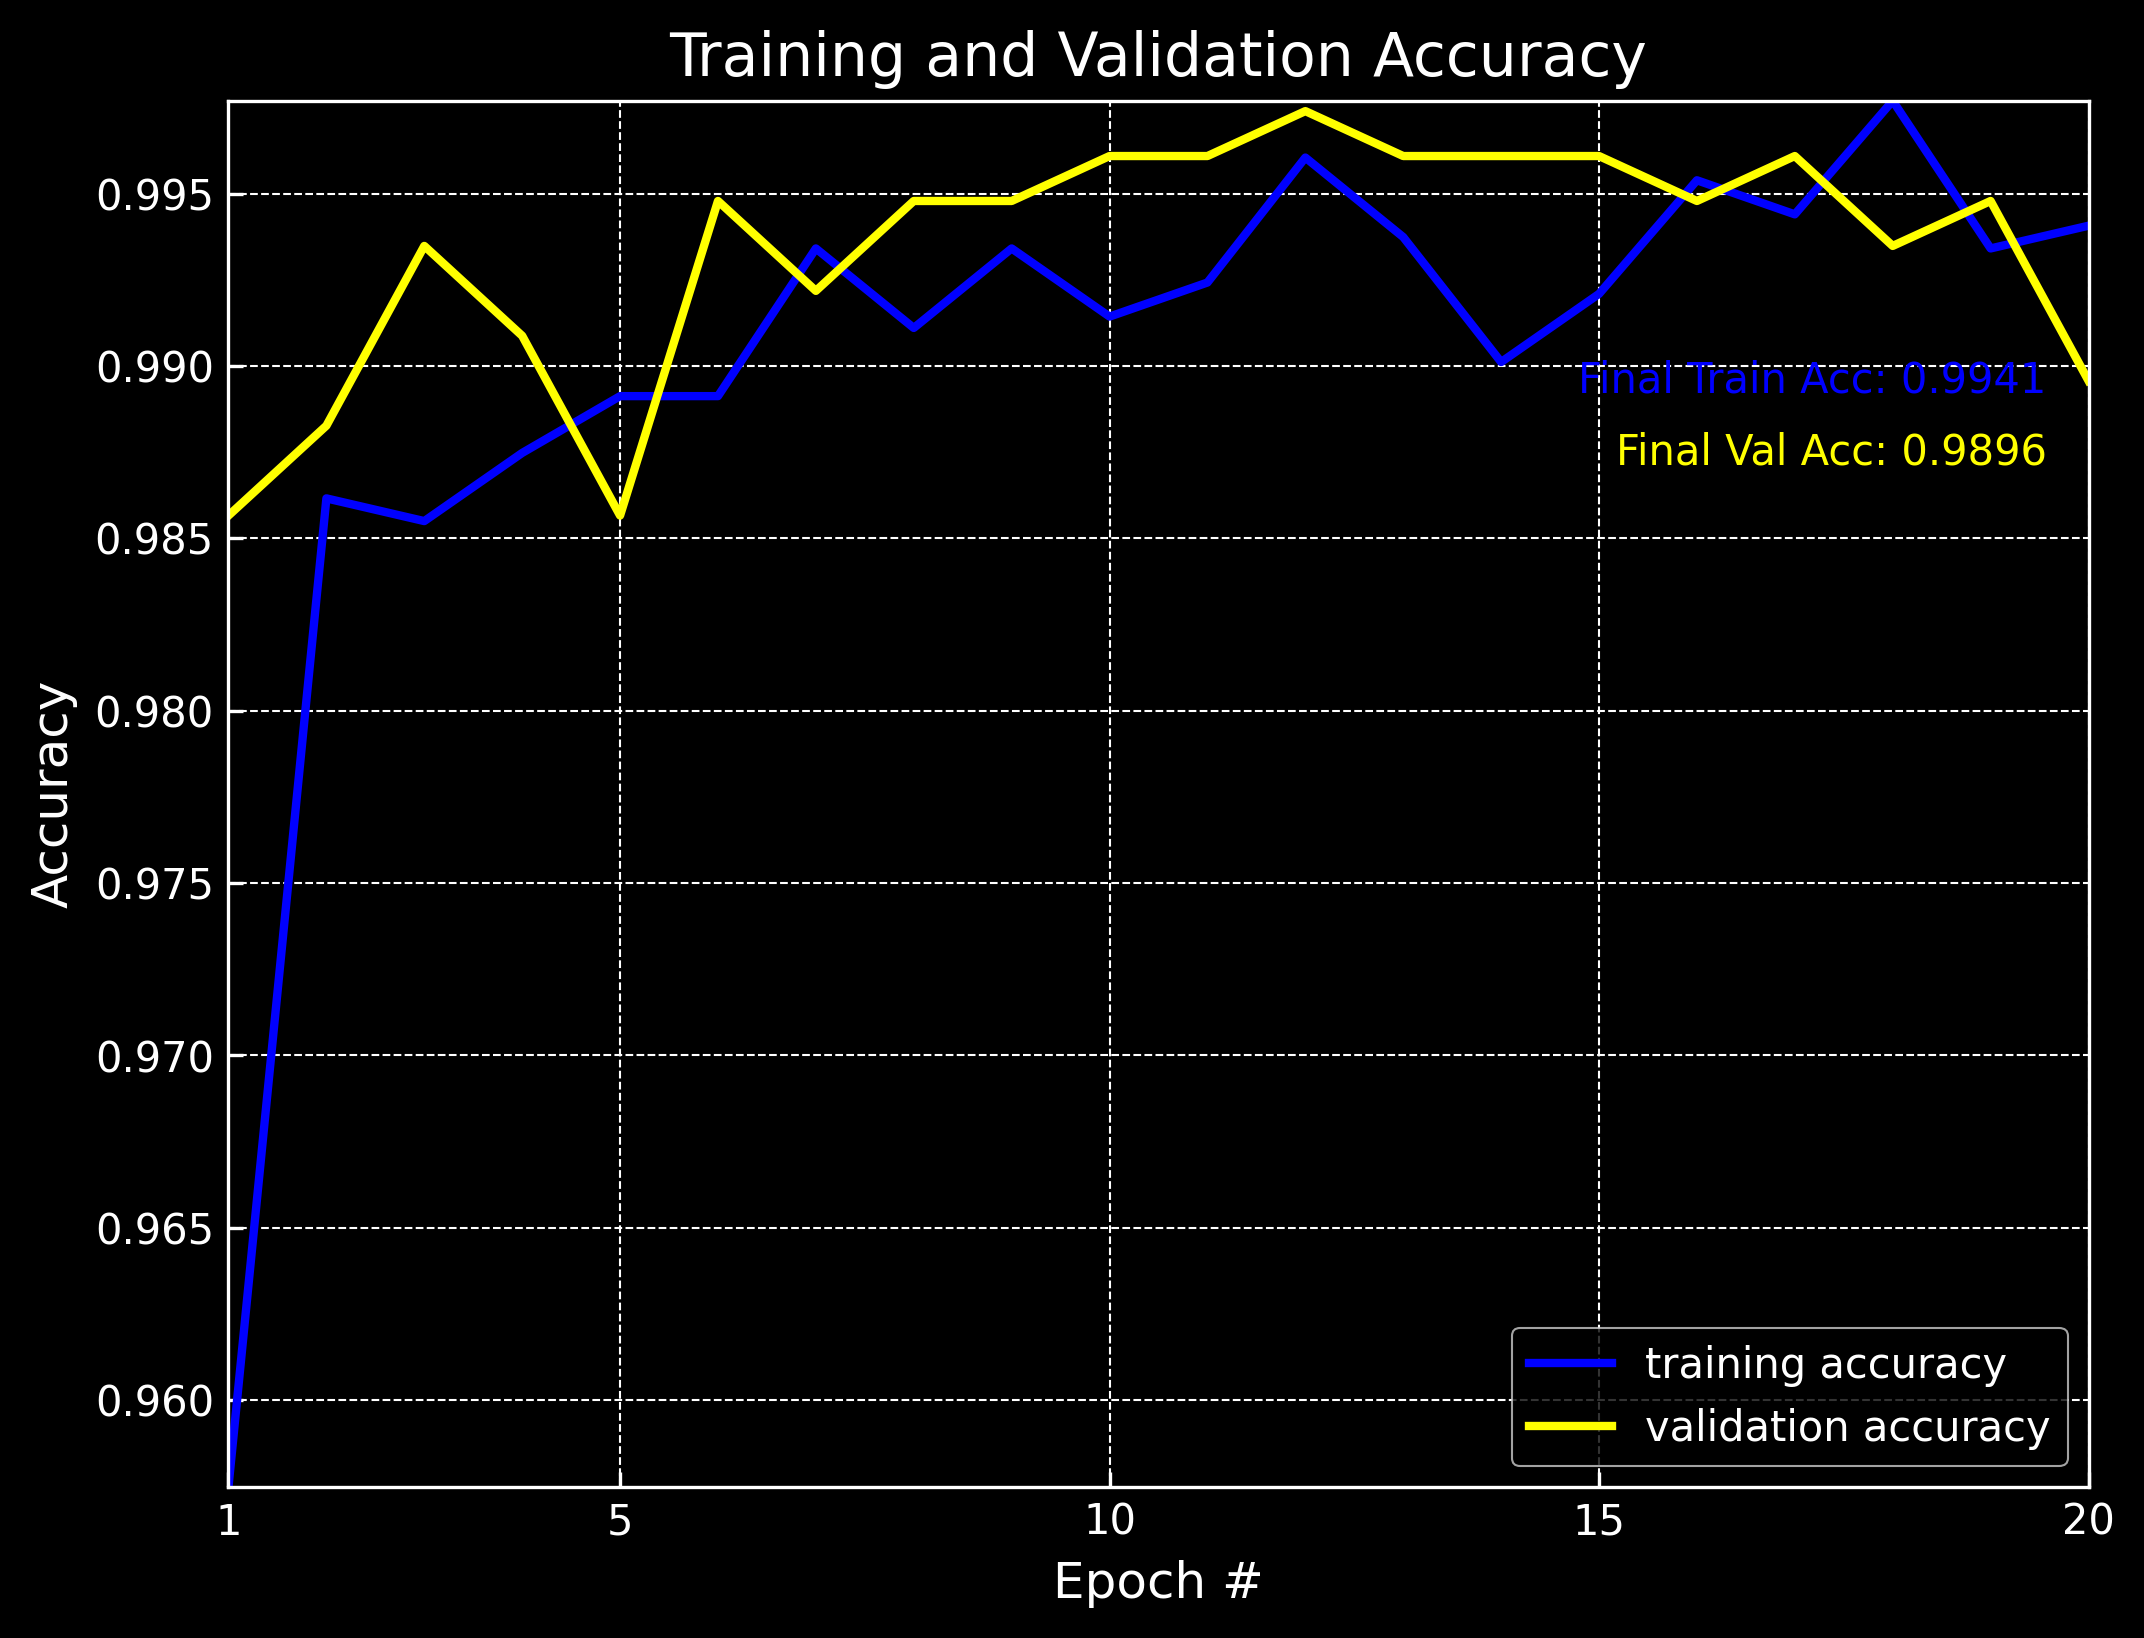 Training and Validation Accuracy
0.995
0.990
Final Train Acc: 0.9941
Final Val Acc: 0.9896
0.985
0.980
Accuracy
0.975
0.970
0.965
training accuracy
0.960
validation accuracy
1 5 10 15 20
Epoch #